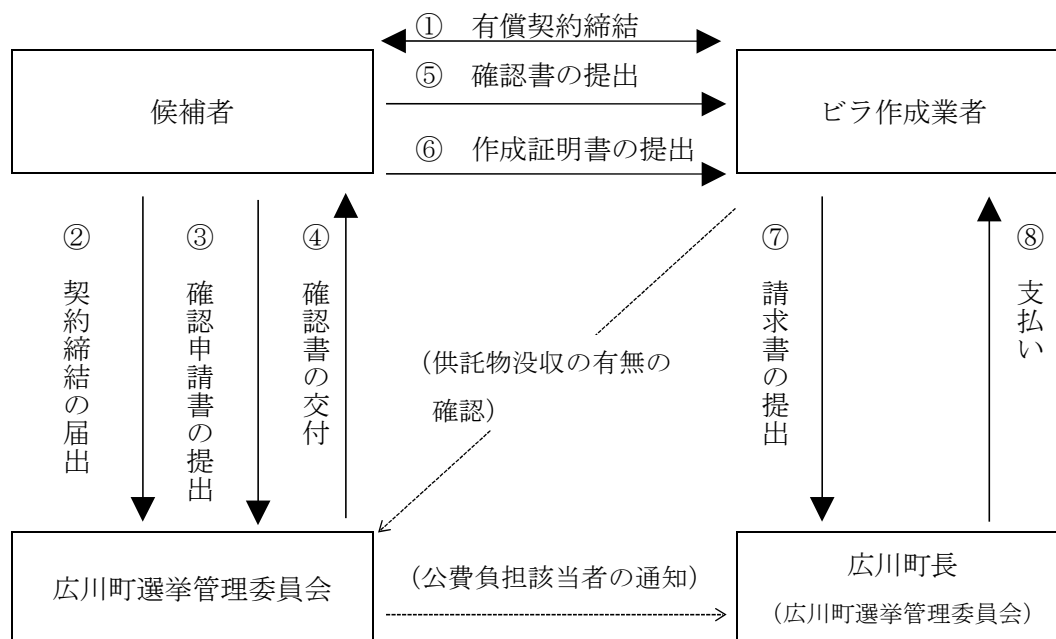 ① 有償契約締結
⑤ 確認書の提出
⑥ 作成証明書の提出
候補者
ビラ作成業者
② 契約締結の届出
③ 確認申請書の提出
④ 確認書の交付
⑦ 請求書の提出
⑧ 支払い
(供託物没収の有無の
確認)
広川町選挙管理委員会
(公費負担該当者の通知)
広川町長
(広川町選挙管理委員会)